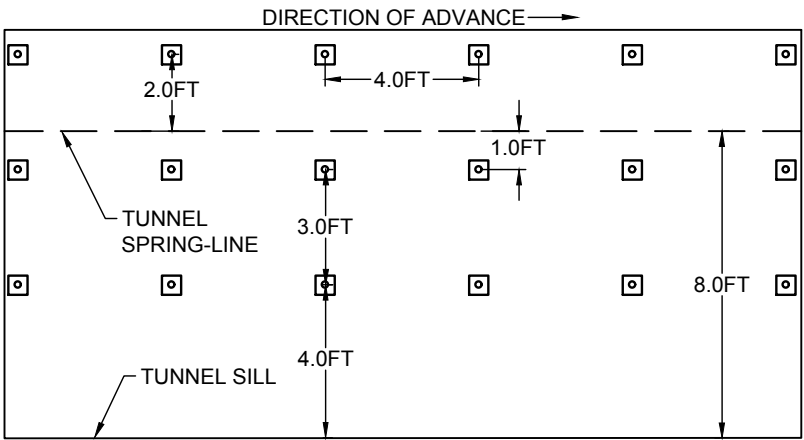 DIRECTION OF ADVANCE
2.0FT
4.0FT
1.0FT
TUNNEL
SPRING-LINE
3.0FT
8.0FT
4.0FT
TUNNEL SILL